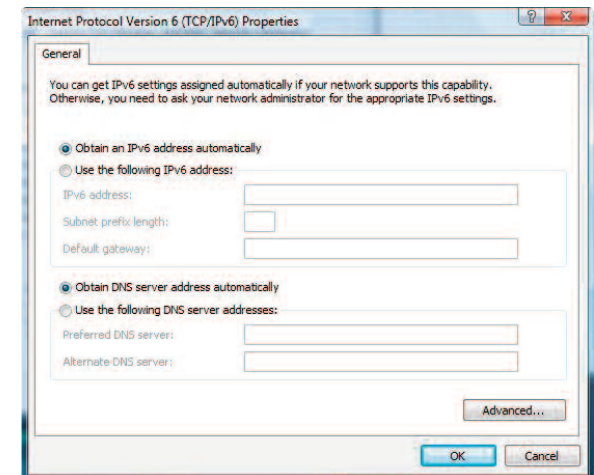 Internet Protocol Version 6 (TCP/IPv6) Properties
General
You can get IPv6 settings assigned automatically if your network supports this capability.
Otherwise, you need to ask your network administrator for the appropriate IPv6 settings.
Obtain an IPv6 address automatically
Use the following IPv6 address:
IPv6 address:
Subnet prefix length:
Default gateway:
Obtain DNS server address automatically
Use the following DNS server addresses:
Preferred DNS server:
Alternate DNS server:
Advanced...
OK
Cancel